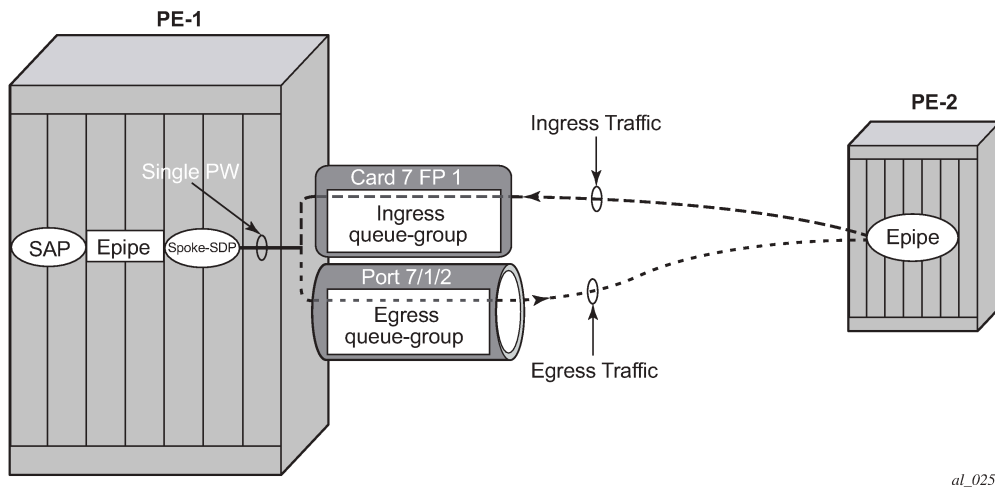 PE-1
PE-2
Ingress Traffic
Single PW
Card 7 FP 1
Ingress
queue-group
SAP
Epipe
Spoke-SDP
Epipe
Port 7/1/2
Egress
queue-group
Egress Traffic
al_025